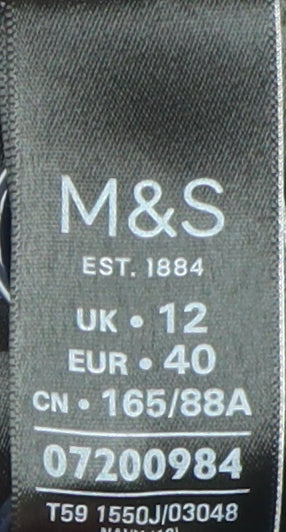 M&S
EST. 1884
UK • 12
EUR • 40
CN • 165/88A
07200984
T59 1550J/03048